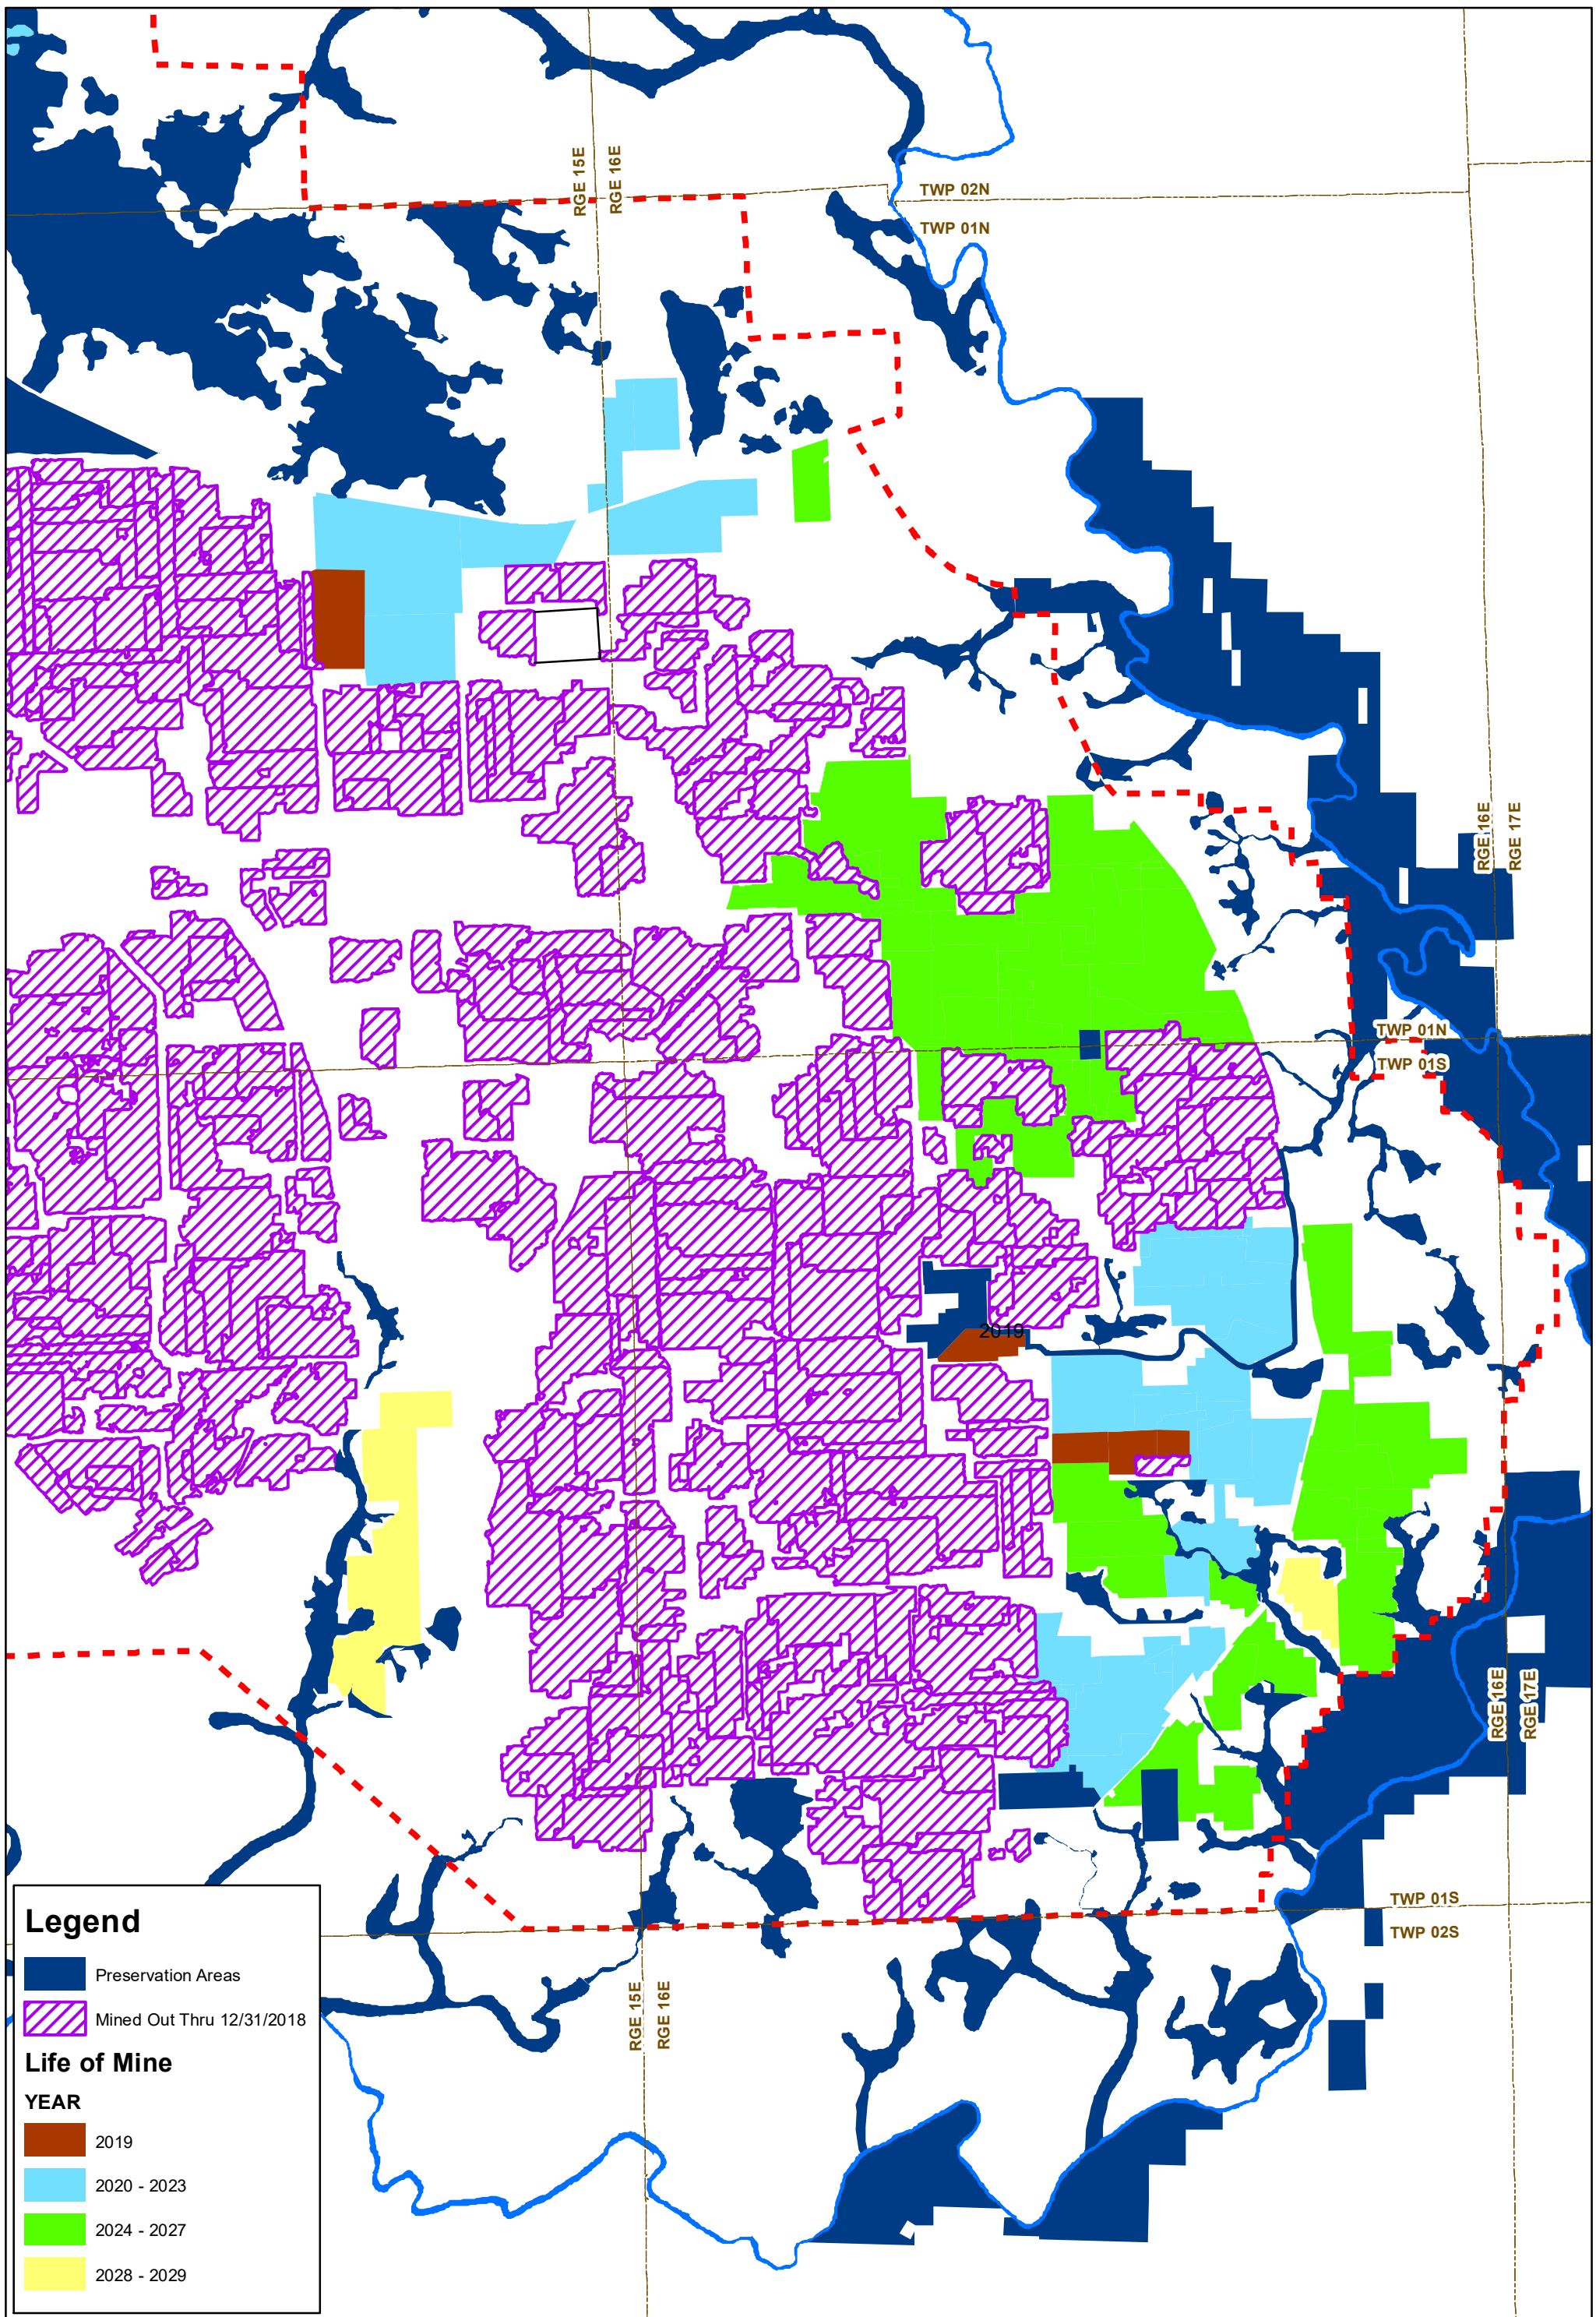 RGE 15E
RGE 16E
TWP 02N
TWP 01N
RGE 16E
RGE 17E
TWP 01N
TWP 01S
2019
RGE 16E
RGE 17E
TWP 01S
TWP 02S
RGE 15E
RGE 16E
Legend
Preservation Areas
Mined Out Thru 12/31/2018
Life of Mine
YEAR
2019
2020 - 2023
2024 - 2027
2028 - 2029